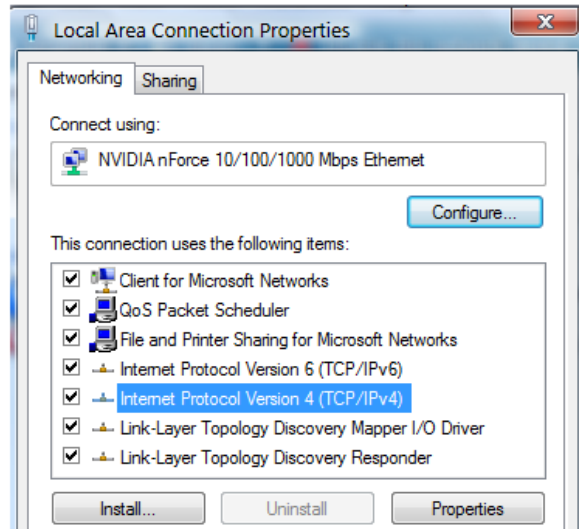 Local Area Connection Properties
Networking Sharing
Connect using:
NVIDIA nForce 10/100/1000 Mbps Ethernet
Configure...
This connection uses the following items:
Client for Microsoft Networks
QoS Packet Scheduler
File and Printer Sharing for Microsoft Networks
Internet Protocol Version 6 (TCP/IPv6)
Internet Protocol Version 4 (TCP/IPv4)
Link-Layer Topology Discovery Mapper I/O Driver
Link-Layer Topology Discovery Responder
Install... Uninstall Properties